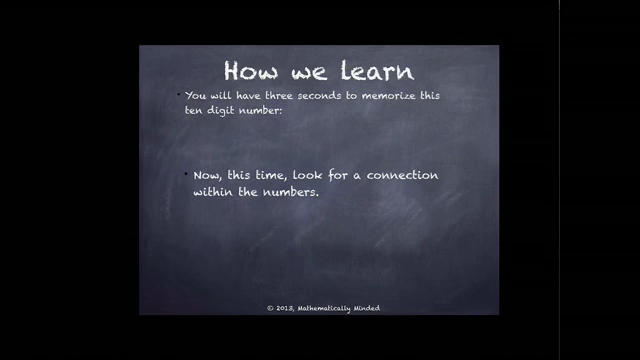 How we learn
• You will have three seconds to memorize this
ten digit number:
• Now, this time, look for a connection
within the numbers.
© 2013, Mathematically Minded